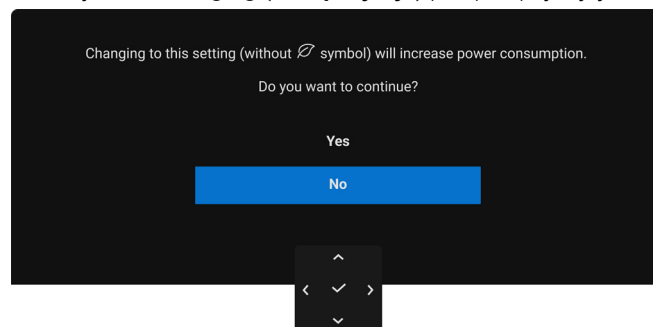 Changing to this setting (without symbol) will increase power consumption.
Do you want to continue?
Yes
No